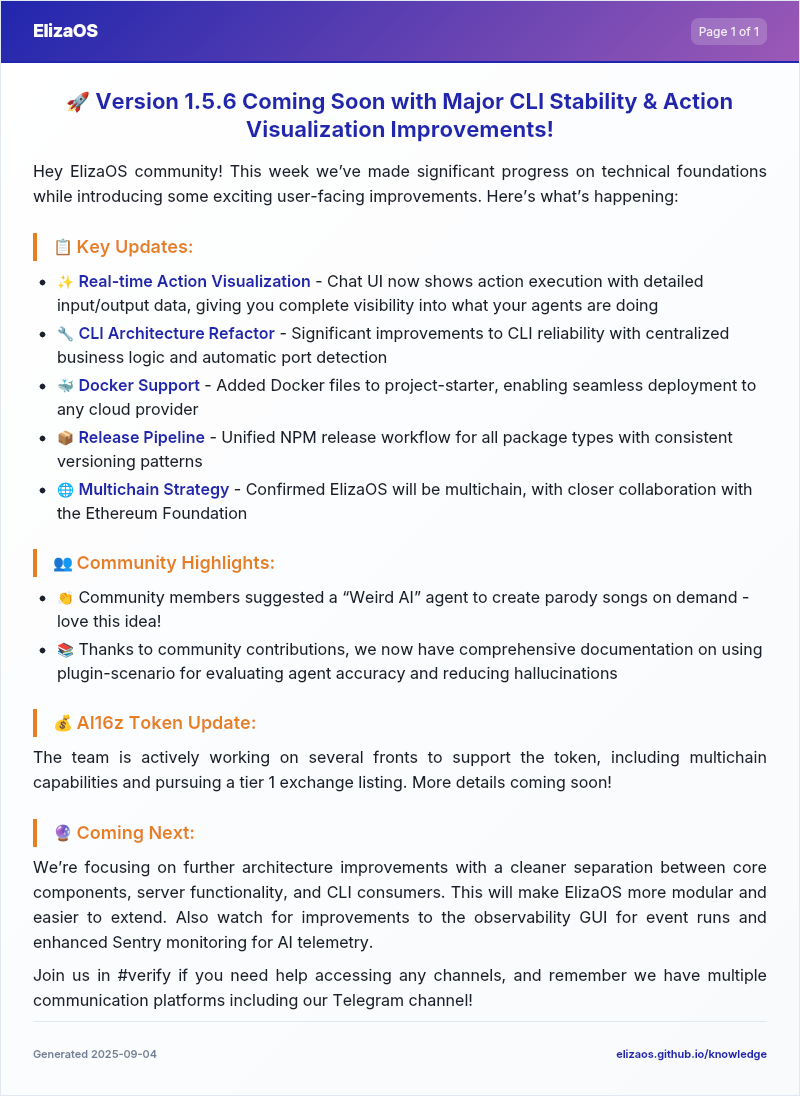 ElizaOS
Page 1 of 1
🚀 Version 1.5.6 Coming Soon with Major CLI Stability & Action
Visualization Improvements!
Hey ElizaOS community! This week we’ve made significant progress on technical foundations
while introducing some exciting user-facing improvements. Here’s what’s happening:
📋 Key Updates:
• ✨ Real-time Action Visualization - Chat UI now shows action execution with detailed
input/output data, giving you complete visibility into what your agents are doing
• 🔧 CLI Architecture Refactor - Significant improvements to CLI reliability with centralized
business logic and automatic port detection
• 🐳 Docker Support - Added Docker files to project-starter, enabling seamless deployment to
any cloud provider
• 📦 Release Pipeline - Unified NPM release workflow for all package types with consistent
versioning patterns
• 🌐 Multichain Strategy - Confirmed ElizaOS will be multichain, with closer collaboration with
the Ethereum Foundation
👥 Community Highlights:
• 👏 Community members suggested a “Weird AI” agent to create parody songs on demand -
love this idea!
• 📚 Thanks to community contributions, we now have comprehensive documentation on using
plugin-scenario for evaluating agent accuracy and reducing hallucinations
💰 AI16z Token Update:
The team is actively working on several fronts to support the token, including multichain
capabilities and pursuing a tier 1 exchange listing. More details coming soon!
🔮 Coming Next:
We’re focusing on further architecture improvements with a cleaner separation between core
components, server functionality, and CLI consumers. This will make ElizaOS more modular and
easier to extend. Also watch for improvements to the observability GUI for event runs and
enhanced Sentry monitoring for AI telemetry.
Join us in #verify if you need help accessing any channels, and remember we have multiple
communication platforms including our Telegram channel!
Generated 2025-09-04
elizaos.github.io/knowledge